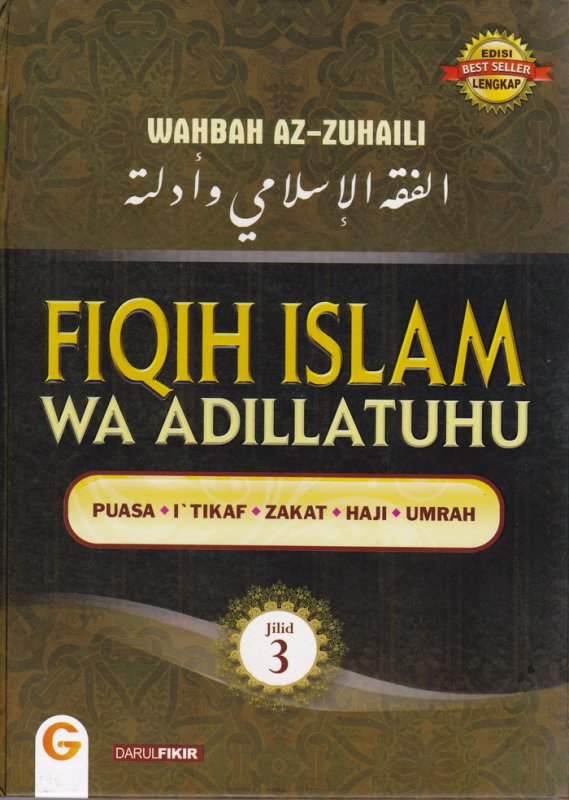 EDISI
BEST SELLER
LENGKAP
WAHBAH AZ-ZUHAILI
الفقه الإسلامي وأدلته
FIQIH ISLAM
WA ADILLATUHU
PUASA ◆ I`TIKAF ◆ ZAKAT ◆ HAJI ◆ UMRAH
Jilid
3
G
DARULFIKIR